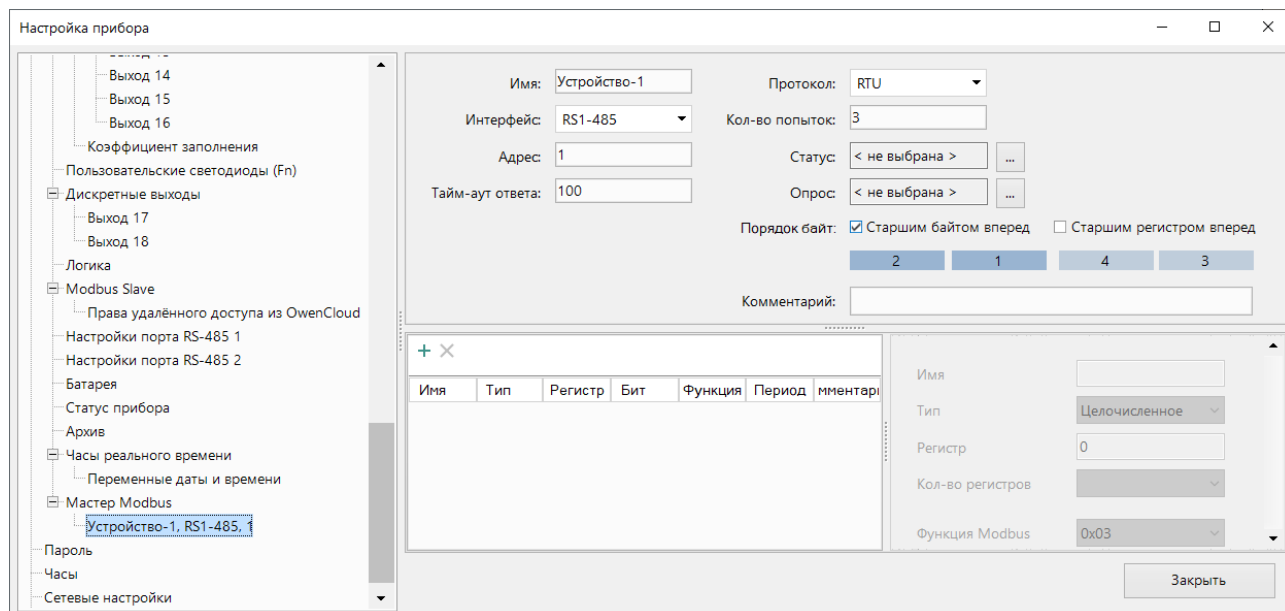 Настройка прибора
Выход 14
Выход 15
Выход 16
Коэффициент заполнения
Пользовательские светодиоды (Fn)
Дискретные выходы
Выход 17
Выход 18
Логика
Modbus Slave
Права удалённого доступа из OwenCloud
Настройки порта RS-485 1
Настройки порта RS-485 2
Батарея
Статус прибора
Архив
Часы реального времени
Переменные даты и времени
Мастер Modbus
Устройство-1, RS1-485, 1
Пароль
Часы
Сетевые настройки
Имя: Устройство-1 Протокол: RTU
Интерфейс: RS1-485 Кол-во попыток: 3
Адрес: 1 Статус: < не выбрана > ...
Тайм-аут ответа: 100 Опрос: < не выбрана > ...
Порядок байт: Старшим байтом вперед Старшим регистром вперед
2 1 4 3
Комментарий:
Имя Тип Регистр Бит Функция Период мментари
Имя
Тип Целочисленное
Регистр 0
Кол-во регистров
Функция Modbus 0x03
Закрыть